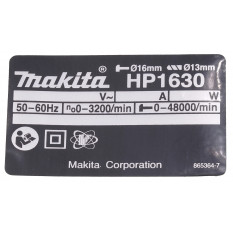 Ø16mm Ø13mm
makita HP1630
V~ A W
50-60Hz n₀0-3200/min 0-48000/min
Makita Corporation
865364-7